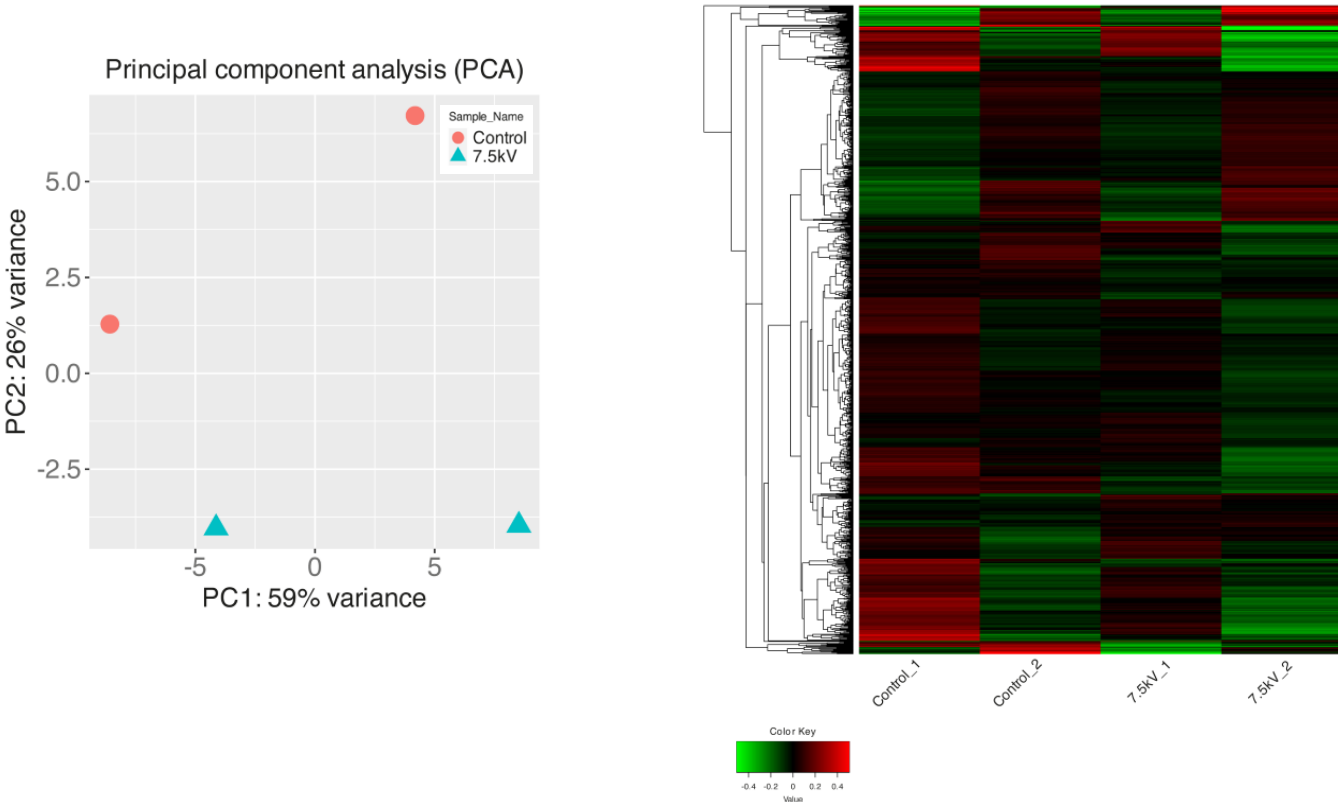 Principal component analysis (PCA)
Sample_Name
Control
7.5kV
5.0
2.5
0.0
-2.5
PC2: 26% variance
-5
0
5
PC1: 59% variance
Control_1
Control_2
7.5kV_1
7.5kV_2
Color Key
-0.4
-0.2
0
0.2
0.4
Value